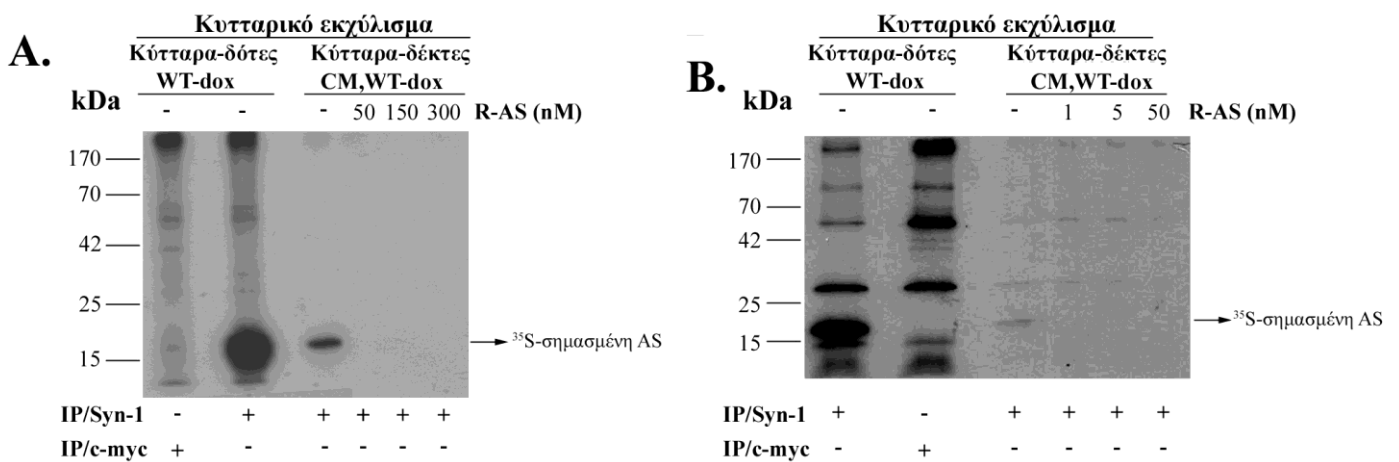 A.
Κυτταρικό εκχύλισμα
Κύτταρα-δότες Κύτταρα-δέκτες
WT-dox CM,WT-dox
kDa - - - 50 150 300 R-AS (nM)
170
70
42
25
15
³⁵S-σημασμένη AS
IP/Syn-1 - + + + + +
IP/c-myc + - - - - -
B.
Κυτταρικό εκχύλισμα
Κύτταρα-δότες Κύτταρα-δέκτες
WT-dox CM,WT-dox
kDa - - - 1 5 50 R-AS (nM)
170
70
42
25
15
³⁵S-σημασμένη AS
IP/Syn-1 + - + + + +
IP/c-myc - + - - - -